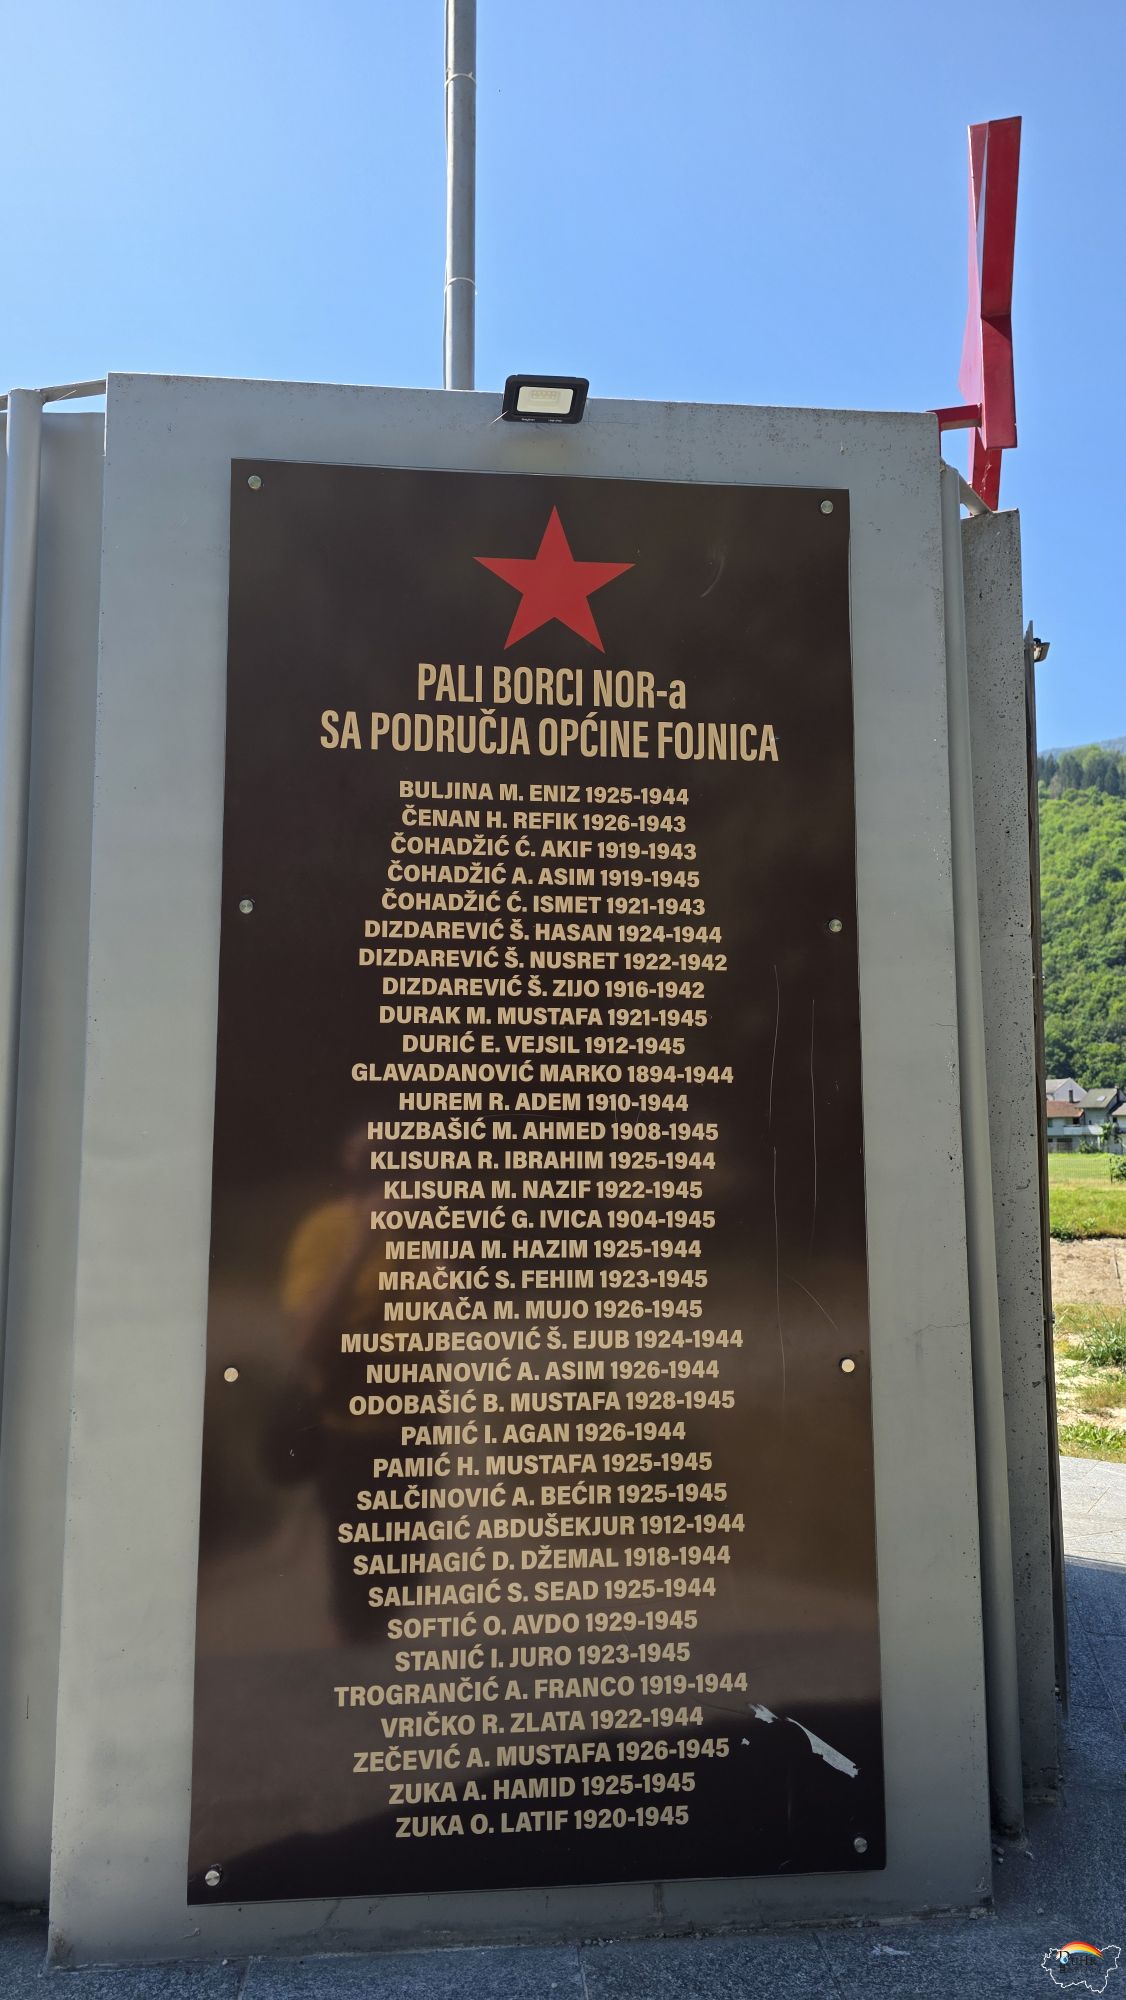 PALI BORCI NOR-a
SA PODRUČJA OPĆINE FOJNICA
BULJINA M. ENIZ 1925-1944
ČENAN H. REFIK 1926-1943
ČOHADŽIĆ Ć. AKIF 1919-1943
ČOHADŽIĆ A. ASIM 1919-1945
ČOHADŽIĆ Ć. ISMET 1921-1943
DIZDAREVIĆ Š. HASAN 1924-1944
DIZDAREVIĆ Š. NUSRET 1922-1942
DIZDAREVIĆ Š. ZIJO 1916-1942
DURAK M. MUSTAFA 1921-1945
DURIĆ E. VEJSIL 1912-1945
GLAVADANOVIĆ MARKO 1894-1944
HUREM R. ADEM 1910-1944
HUZBAŠIĆ M. AHMED 1908-1945
KLISURA R. IBRAHIM 1925-1944
KLISURA M. NAZIF 1922-1945
KOVAČEVIĆ G. IVICA 1904-1945
MEMIJA M. HAZIM 1925-1944
MRAČKIĆ S. FEHIM 1923-1945
MUKAČA M. MUJO 1926-1945
MUSTAJBEGOVIĆ Š. EJUB 1924-1944
NUHANOVIĆ A. ASIM 1926-1944
ODOBAŠIĆ B. MUSTAFA 1928-1945
PAMIĆ I. AGAN 1926-1944
PAMIĆ H. MUSTAFA 1925-1945
SALČINOVIĆ A. BEĆIR 1925-1945
SALIHAGIĆ ABDUŠEKJUR 1912-1944
SALIHAGIĆ D. DŽEMAL 1918-1944
SALIHAGIĆ S. SEAD 1925-1944
SOFTIĆ O. AVDO 1929-1945
STANIĆ I. JURO 1923-1945
TROGRANČIĆ A. FRANCO 1919-1944
VRIČKO R. ZLATA 1922-1944
ZEČEVIĆ A. MUSTAFA 1926-1945
ZUKA A. HAMID 1925-1945
ZUKA O. LATIF 1920-1945